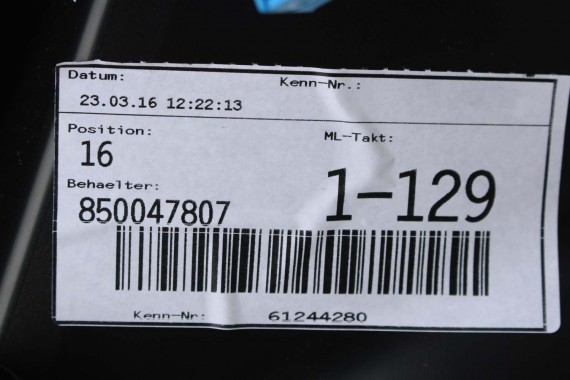 Datum: Kenn-Nr.:
23.03.16 12:22:13
Position: ML-Takt:
16
1-129
Behaelter:
850047807
Kenn-Nr: 61244280